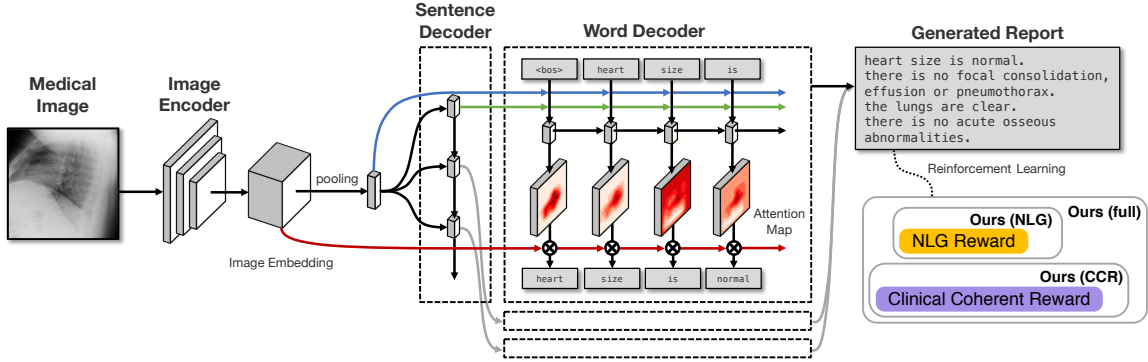 Medical
Image
Image
Encoder
pooling
Image Embedding
Sentence
Decoder
Word Decoder
<bos>
heart
size
is
Attention
Map
heart
size
is
normal
Generated Report
heart size is normal.
there is no focal consolidation,
effusion or pneumothorax.
the lungs are clear.
there is no acute osseous
abnormalities.
Reinforcement Learning
Ours (NLG)
Ours (full)
NLG Reward
Ours (CCR)
Clinical Coherent Reward